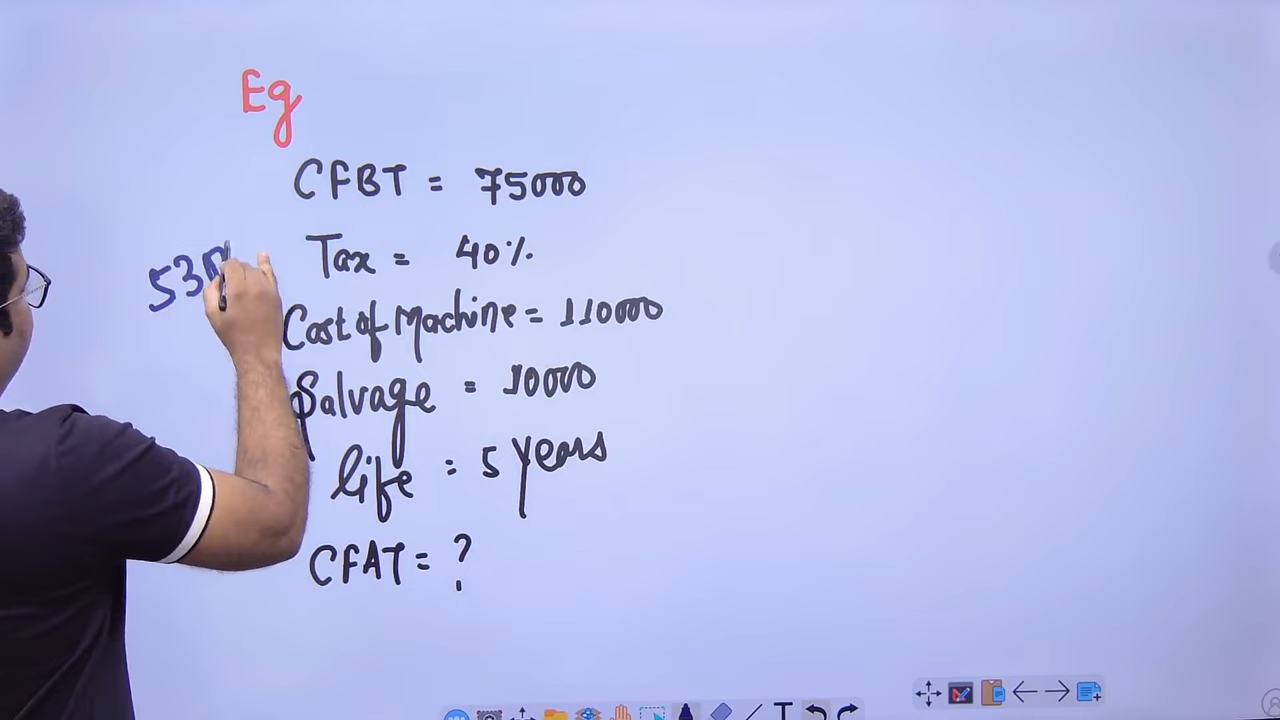 Eg
CFBT = 75000
Tax = 40%
Cost of Machine = 110000
Salvage = 10000
life = 5 years
CFAT = ?